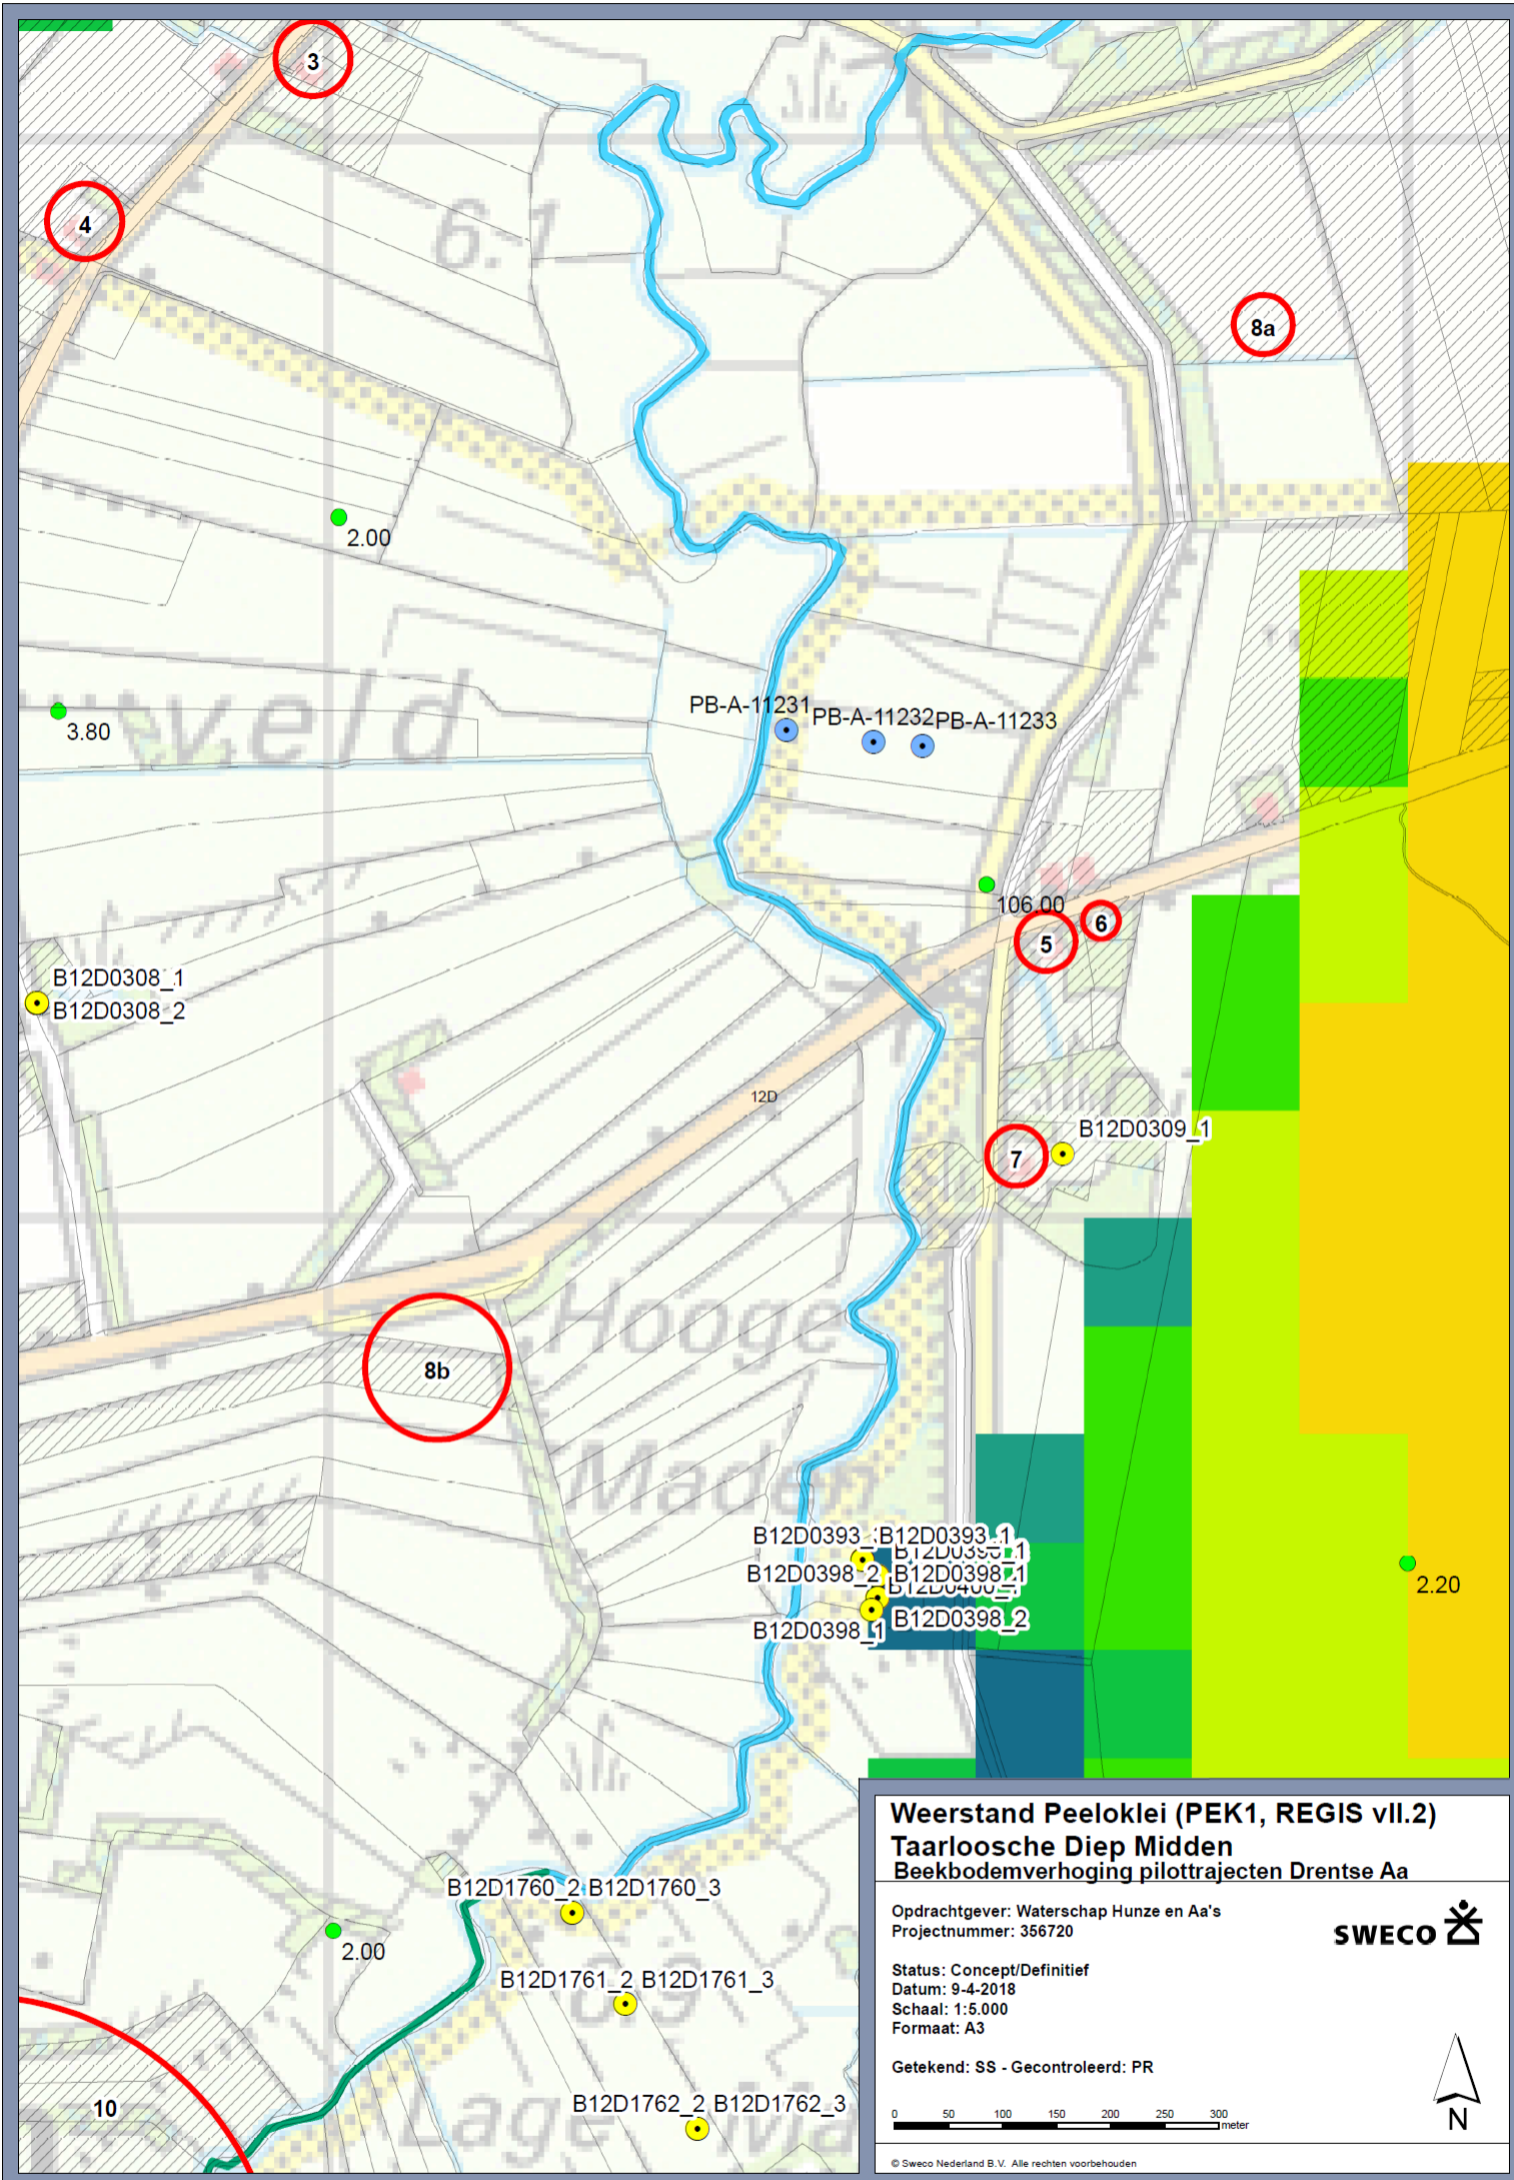 3
4
6.1
8a
2.00
veld
3.80
PB-A-11231
PB-A-11232
PB-A-11233
106.00
5
6
B12D0308_1
B12D0308_2
12D
7
B12D0309_1
Hooge
8b
Maden
B12D0393_1
B12D0398_2
B12D0398_1
B12D0398_2
B12D0398_1
2.20
B12D1760_2
B12D1760_3
2.00
B12D1761_2
B12D1761_3
B12D1762_2
B12D1762_3
Lage
10
Weerstand Peeloklei (PEK1, REGIS vII.2)
Taarloosche Diep Midden
Beekbodemverhoging pilottrajecten Drentse Aa
Opdrachtgever: Waterschap Hunze en Aa's
Projectnummer: 356720
SWECO
Status: Concept/Definitief
Datum: 9-4-2018
Schaal: 1:5.000
Formaat: A3
Getekend: SS - Gecontroleerd: PR
0 50 100 150 200 250 300
meter
N
© Sweco Nederland B.V. Alle rechten voorbehouden